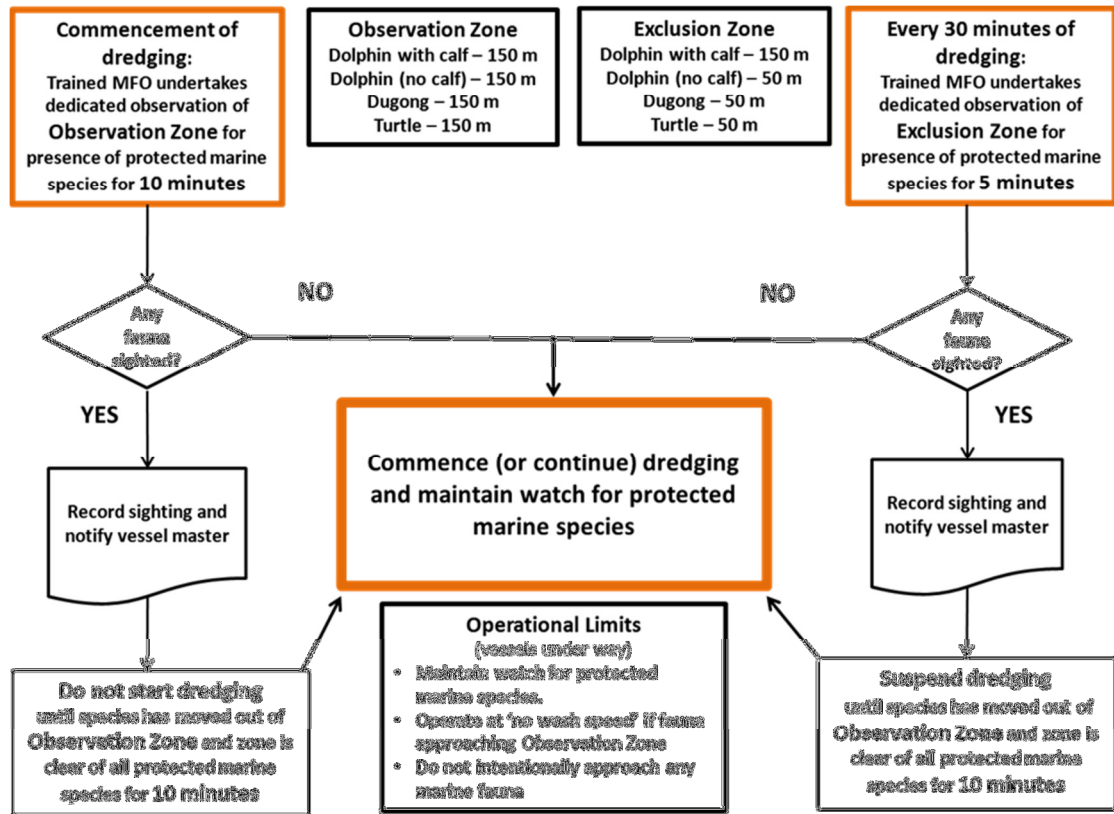 Commencement of
dredging:
Trained MFO undertakes
dedicated observation of
Observation Zone for
presence of protected marine
species for 10 minutes
Observation Zone
Dolphin with calf – 150 m
Dolphin (no calf) – 150 m
Dugong – 150 m
Turtle – 150 m
Exclusion Zone
Dolphin with calf – 150 m
Dolphin (no calf) – 50 m
Dugong – 50 m
Turtle – 50 m
Every 30 minutes of
dredging:
Trained MFO undertakes
dedicated observation of
Exclusion Zone for
presence of protected marine
species for 5 minutes
NO
NO
Any
fauna
sighted?
Any
fauna
sighted?
YES
YES
Commence (or continue) dredging
and maintain watch for protected
marine species
Record sighting and
notify vessel master
Record sighting and
notify vessel master
Do not start dredging
until species has moved out of
Observation Zone and zone is
clear of all protected marine
species for 10 minutes
Operational Limits
(vessels under way)
• Maintain watch for protected
marine species.
• Operate at ‘no wash speed’ if fauna
approaching Observation Zone
• Do not intentionally approach any
marine fauna
Suspend dredging
until species has moved out of
Observation Zone and zone is
clear of all protected marine
species for 10 minutes